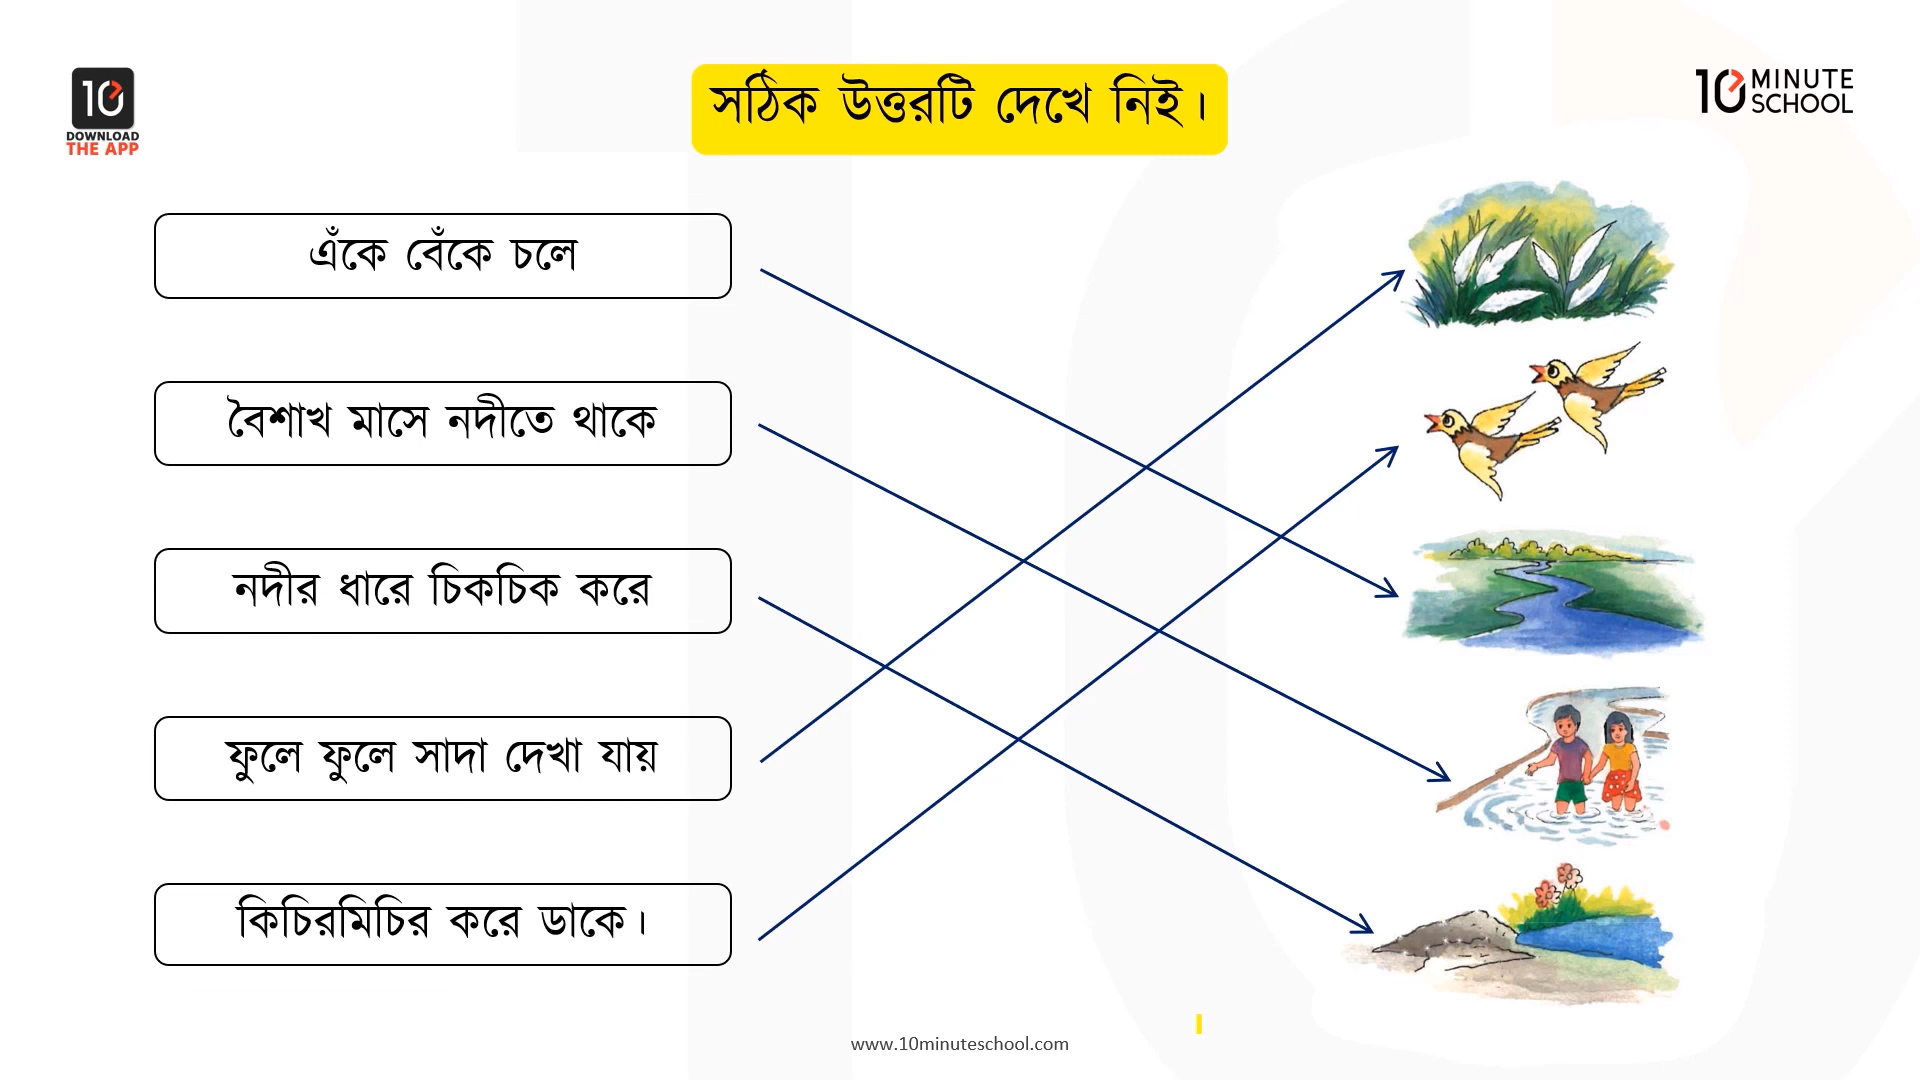 সঠিক উত্তরটি দেখে নিই।
10
DOWNLOAD
THE APP
10 MINUTE
SCHOOL
এঁকে বেঁকে চলে
বৈশাখ মাসে নদীতে থাকে
নদীর ধারে চিকচিক করে
ফুলে ফুলে সাদা দেখা যায়
কিচিরমিচির করে ডাকে।
www.10minuteschool.com